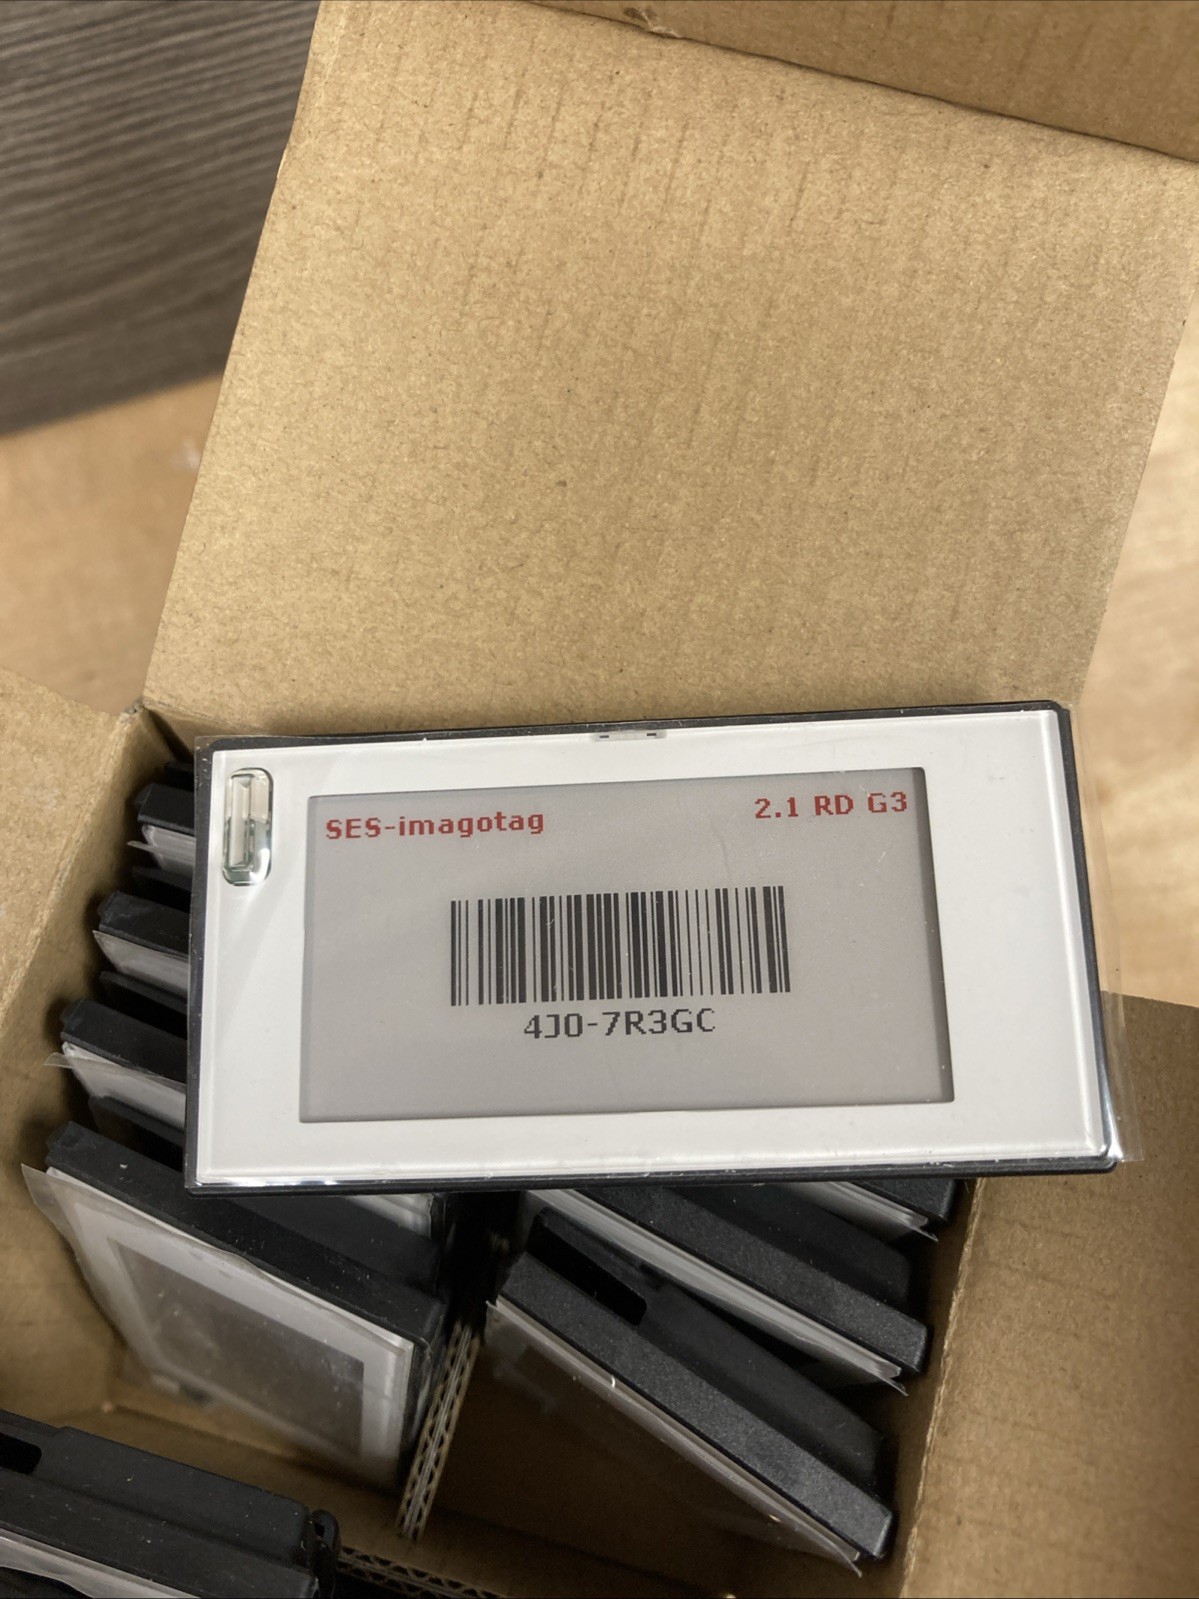 SES-imagotag
2.1 RD G3
4J0-7R3GC